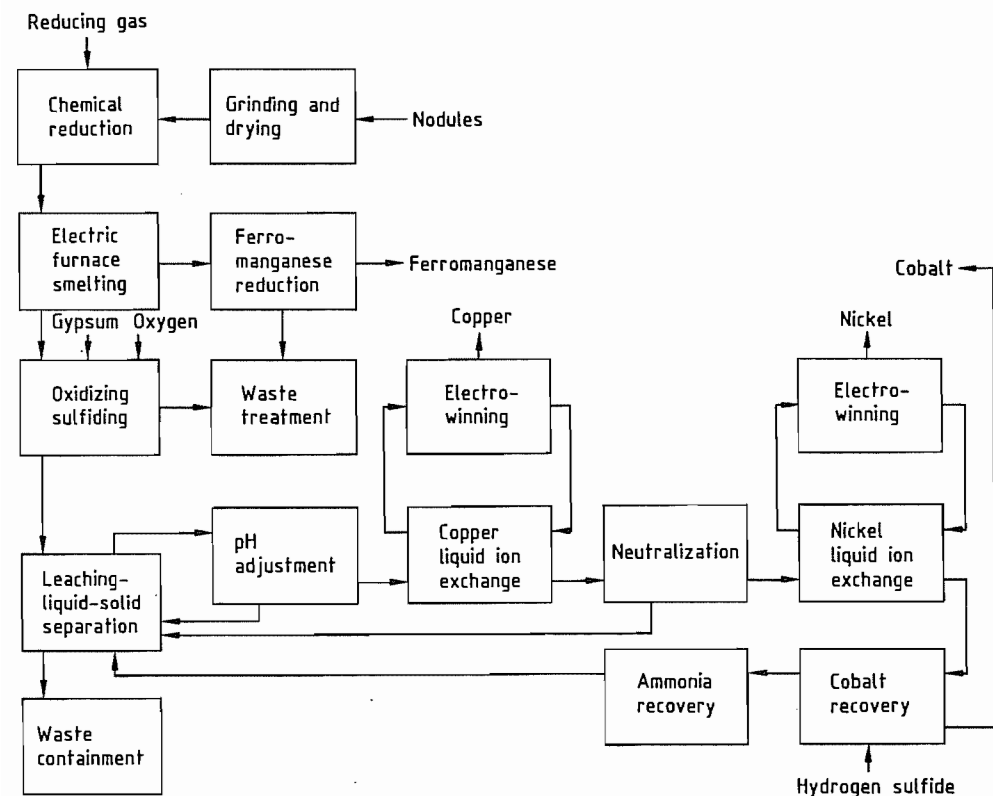 Reducing gas
Chemical
reduction
Grinding and
drying
Nodules
Electric
furnace
smelting
Ferro-
manganese
reduction
Ferromanganese
Cobalt
Gypsum Oxygen
Copper
Nickel
Oxidizing
sulfiding
Waste
treatment
Electro-
winning
Electro-
winning
Leaching-
liquid-solid
separation
pH
adjustment
Copper
liquid ion
exchange
Neutralization
Nickel
liquid ion
exchange
Waste
containment
Ammonia
recovery
Cobalt
recovery
Hydrogen sulfide